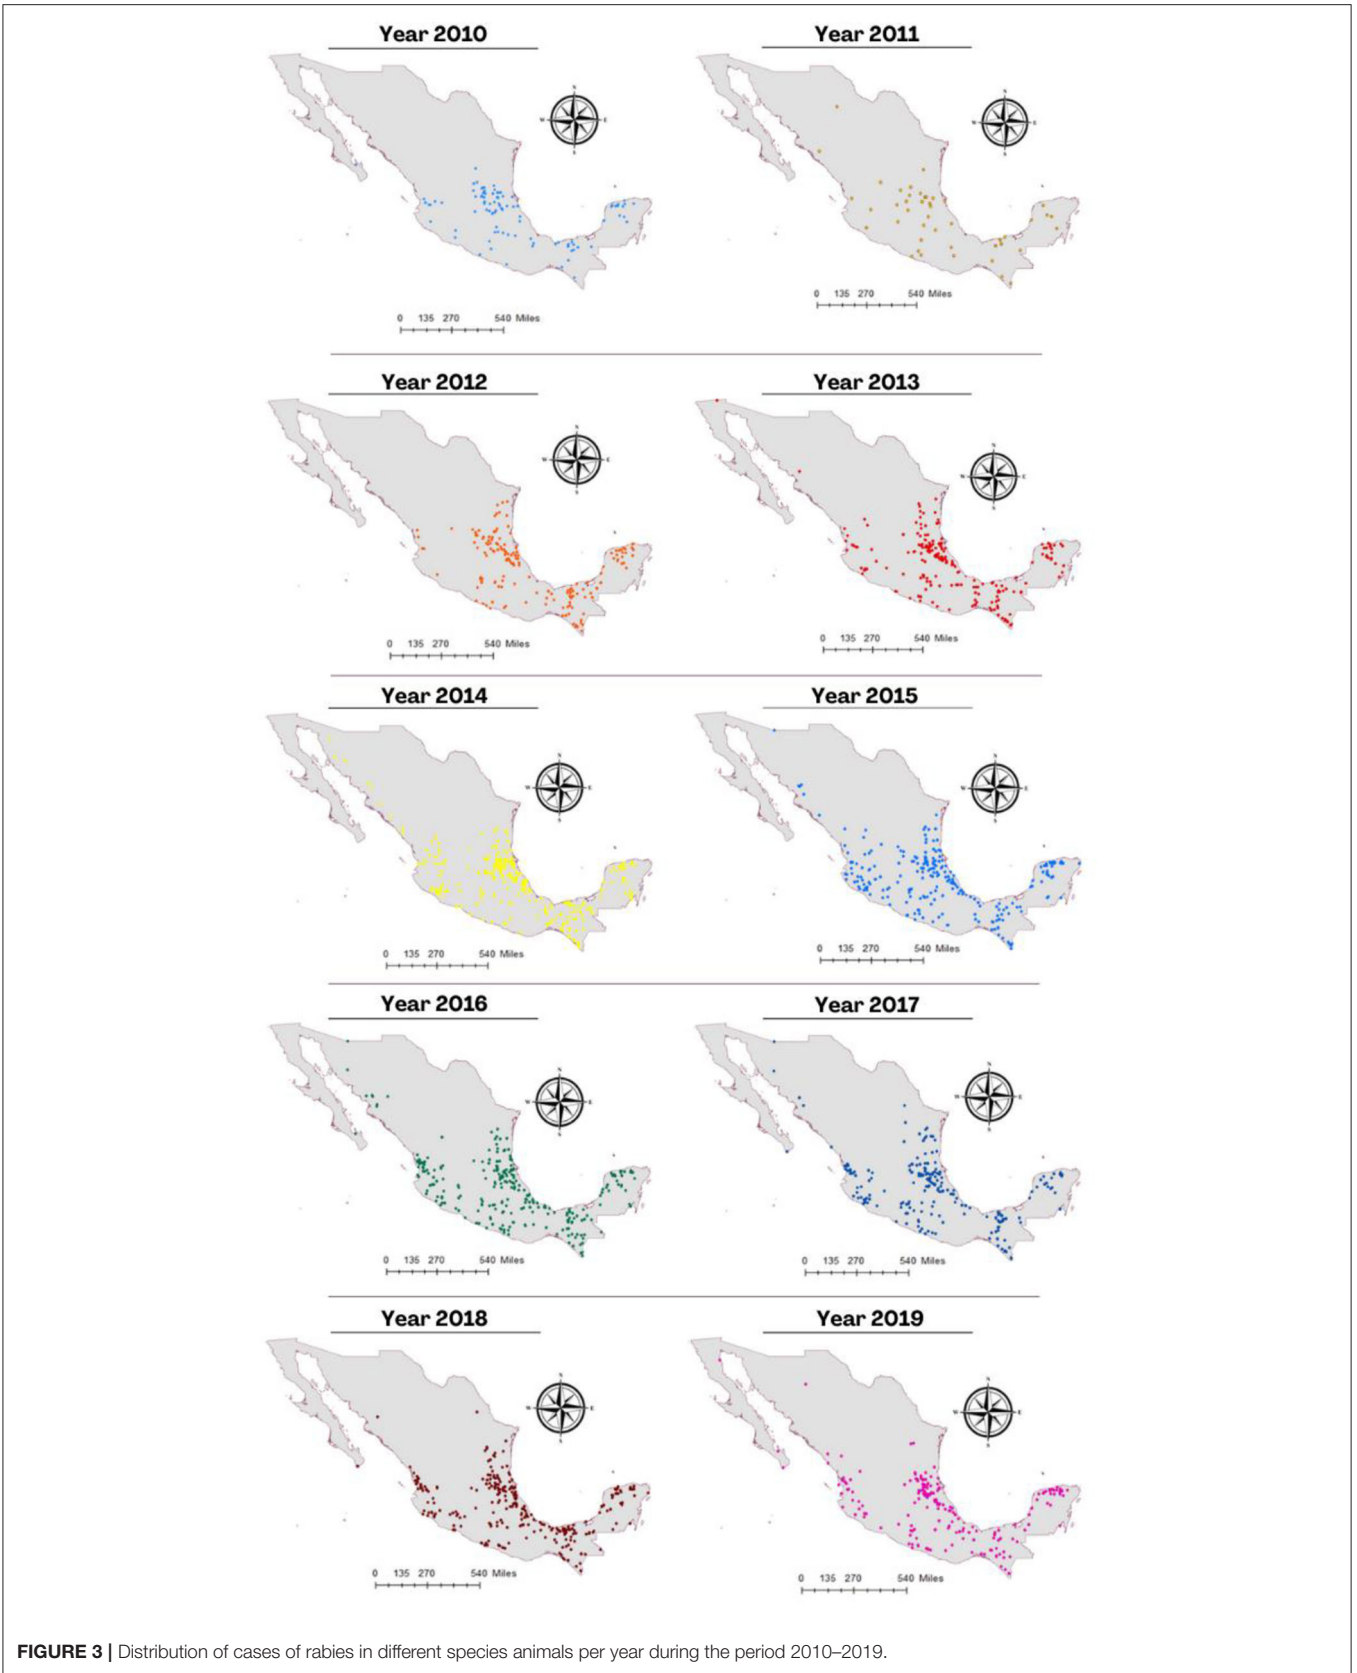 Year 2010
Year 2011
N
W E
S
N
W E
S
0 135 270 540 Miles
0 135 270 540 Miles
Year 2012
Year 2013
N
W E
S
N
W E
S
0 135 270 540 Miles
0 135 270 540 Miles
Year 2014
Year 2015
N
W E
S
N
W E
S
0 135 270 540 Miles
0 135 270 540 Miles
Year 2016
Year 2017
N
W E
S
N
W E
S
0 135 270 540 Miles
0 135 270 540 Miles
Year 2018
Year 2019
N
W E
S
N
W E
S
0 135 270 540 Miles
0 135 270 540 Miles
FIGURE 3 | Distribution of cases of rabies in different species animals per year during the period 2010–2019.